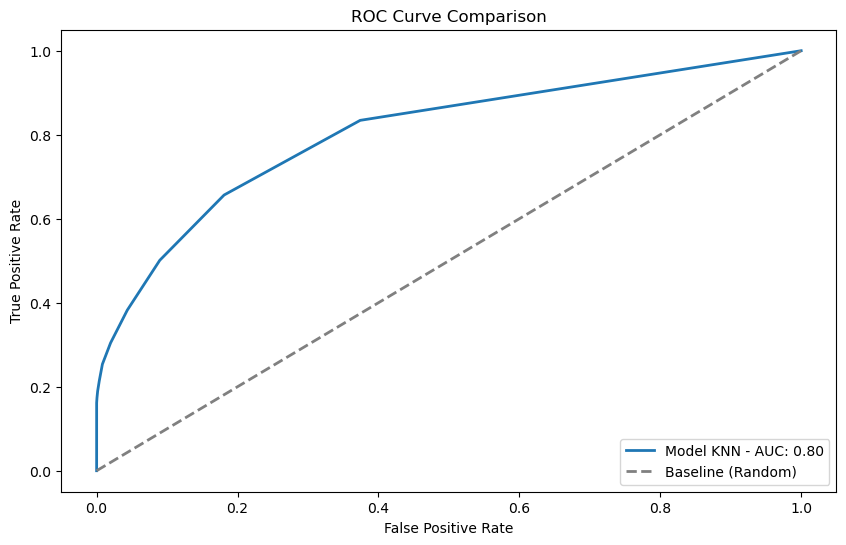 ROC Curve Comparison
1.0
0.8
0.6
0.4
0.2
0.0
True Positive Rate
0.0
0.2
0.4
0.6
0.8
1.0
False Positive Rate
Model KNN - AUC: 0.80
Baseline (Random)